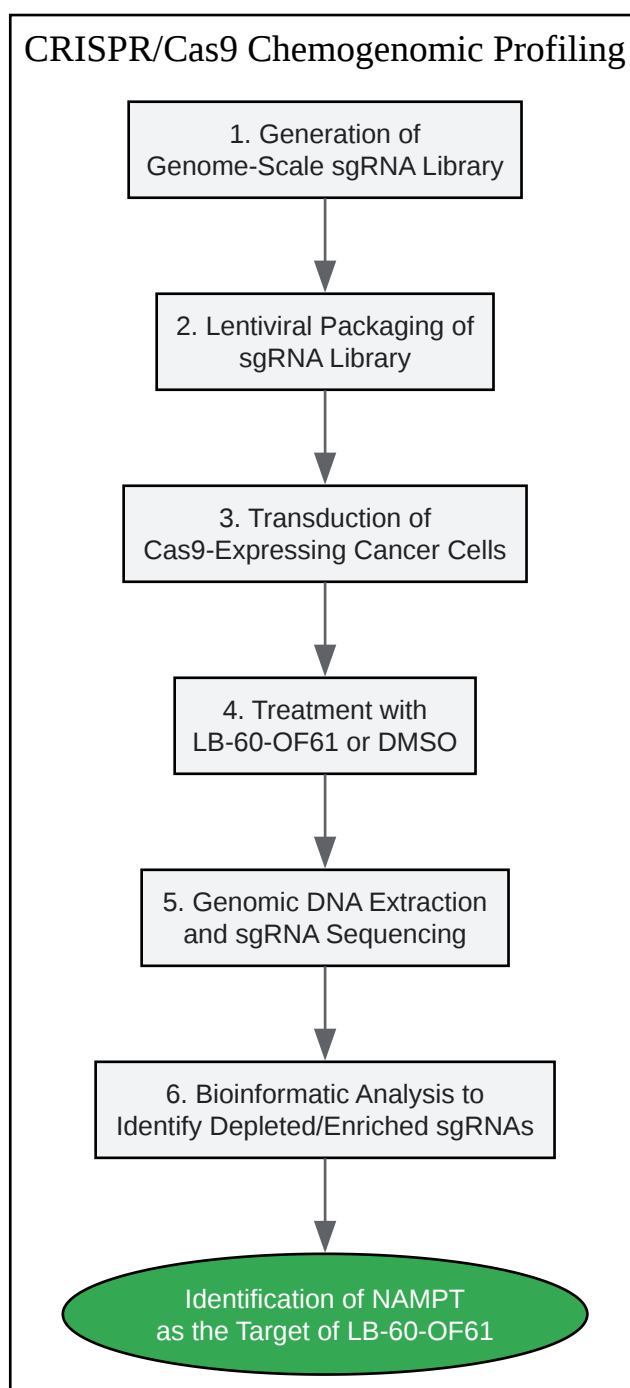 CRISPR/Cas9 Chemogenomic Profiling
1. Generation of
Genome-Scale sgRNA Library
2. Lentiviral Packaging of
sgRNA Library
3. Transduction of
Cas9-Expressing Cancer Cells
4. Treatment with
LB-60-OF61 or DMSO
5. Genomic DNA Extraction
and sgRNA Sequencing
6. Bioinformatic Analysis to
Identify Depleted/Enriched sgRNAs
Identification of NAMPT
as the Target of LB-60-OF61